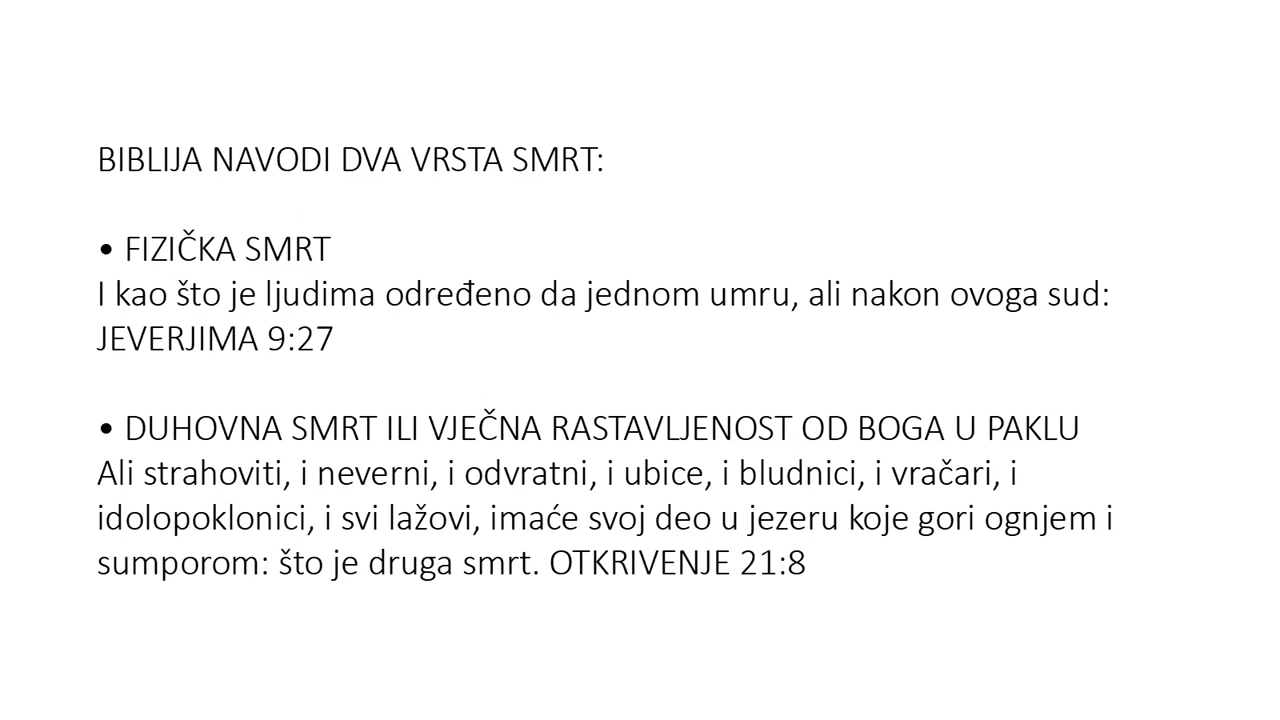 BIBLIJA NAVODI DVA VRSTA SMRT:
• FIZIČKA SMRT
I kao što je ljudima određeno da jednom umru, ali nakon ovoga sud:
JEVERJIMA 9:27
• DUHOVNA SMRT ILI VJEČNA RASTAVLJENOST OD BOGA U PAKLU
Ali strahoviti, i neverni, i odvratni, i ubice, i bludnici, i vračari, i
idolopoklonici, i svi lažovi, imaće svoj deo u jezeru koje gori ognjem i
sumporom: što je druga smrt. OTKRIVENJE 21:8